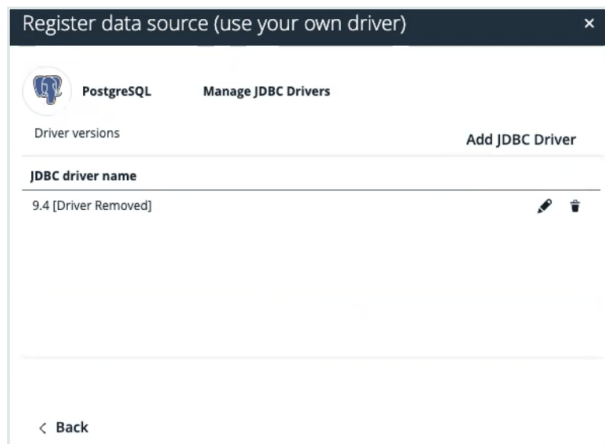 Register data source (use your own driver) ×
PostgreSQL Manage JDBC Drivers
Driver versions
Add JDBC Driver
JDBC driver name
9.4 [Driver Removed]
< Back